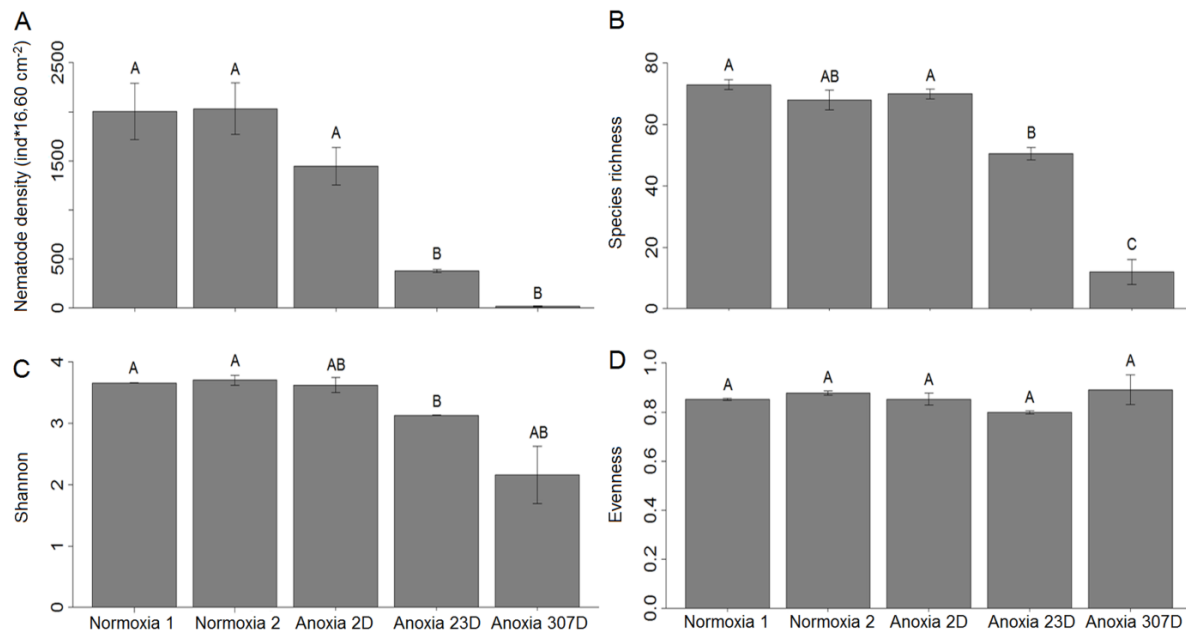 A
Nematode density (ind*16,60 cm-2)
2500
1500
500
0
A
A
A
B
B
B
Species richness
80
60
40
20
0
A
AB
A
B
C
C
Shannon
4
3
2
1
0
A
A
AB
B
AB
Normoxia 1 Normoxia 2 Anoxia 2D Anoxia 23D Anoxia 307D
D
Evenness
1.0
0.8
0.6
0.4
0.2
0.0
A
A
A
A
A
Normoxia 1 Normoxia 2 Anoxia 2D Anoxia 23D Anoxia 307D